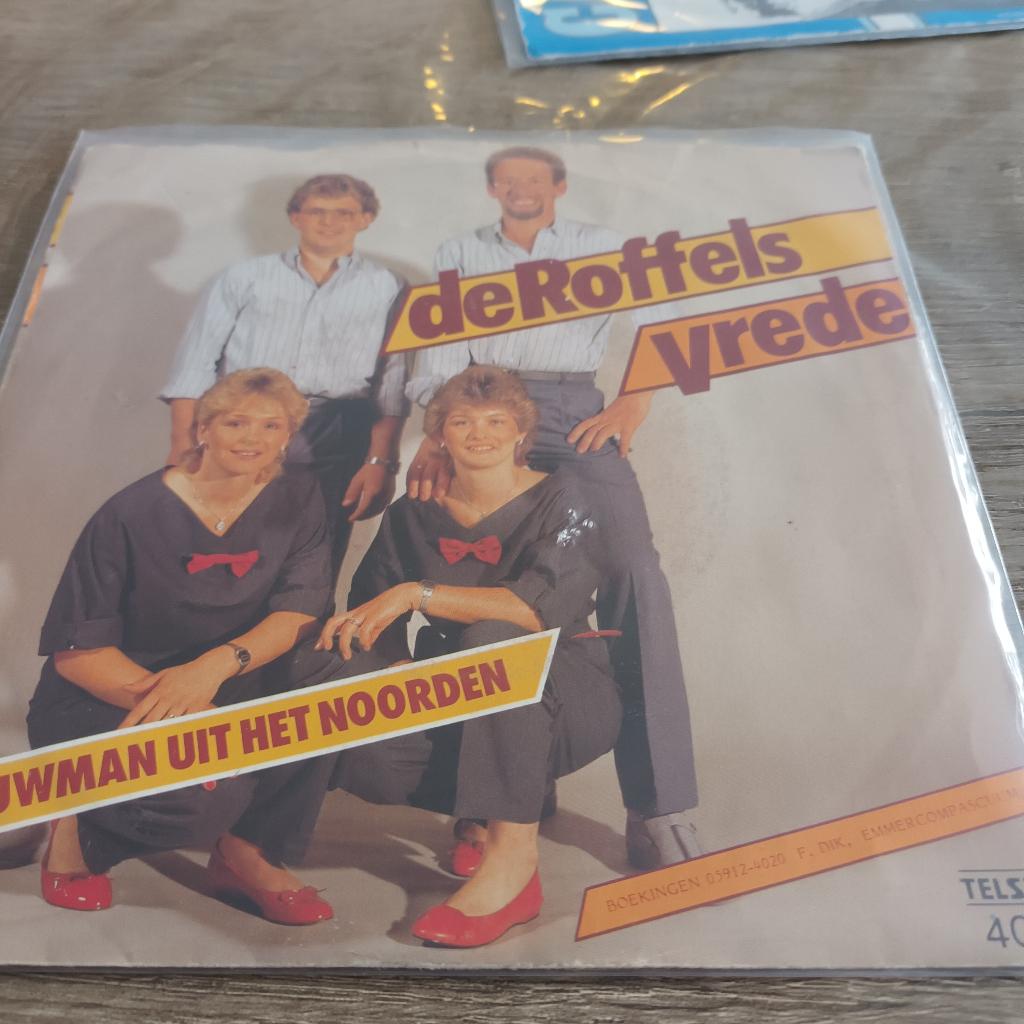 deRoffels
Vrede
UWMAN UIT HET NOORDEN
BOEKINGEN 05912-4020 F. DIK, EMMERCOMPASCUUM
TELS
40